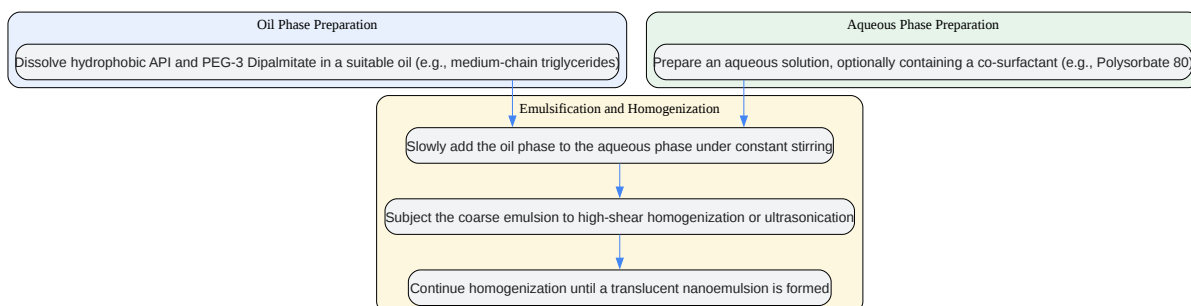 Oil Phase Preparation
Dissolve hydrophobic API and PEG-3 Dipalmitate in a suitable oil (e.g., medium-chain triglycerides)
Aqueous Phase Preparation
Prepare an aqueous solution, optionally containing a co-surfactant (e.g., Polysorbate 80)
Emulsification and Homogenization
Slowly add the oil phase to the aqueous phase under constant stirring
Subject the coarse emulsion to high-shear homogenization or ultrasonication
Continue homogenization until a translucent nanoemulsion is formed